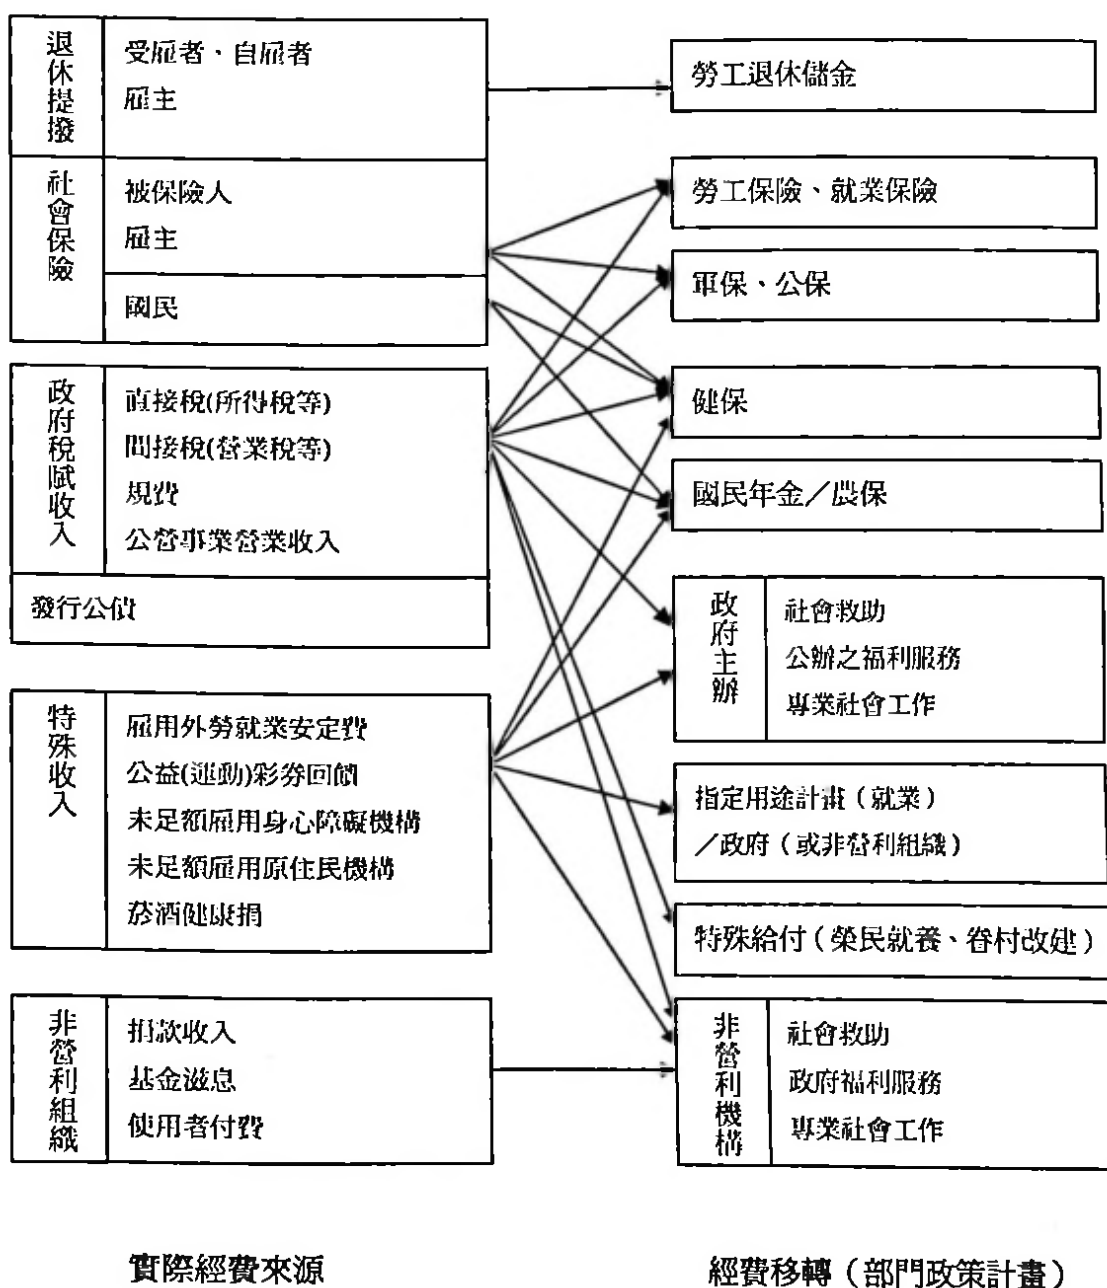 退休提撥
受雇者、自雇者
雇主
社會保險
被保險人
雇主
國民
政府稅賦收入
直接稅(所得稅等)
間接稅(營業稅等)
規費
公營事業營業收入
發行公債
特殊收入
雇用外勞就業安定費
公益(運動)彩券回饋
未足額雇用身心障礙機構
未足額雇用原住民機構
菸酒健康捐
非營利組織
捐款收入
基金滋息
使用者付費
實際經費來源
勞工退休儲金
勞工保險、就業保險
軍保、公保
健保
國民年金／農保
政府主辦
社會救助
公辦之福利服務
專業社會工作
指定用途計畫（就業）
／政府（或非營利組織）
特殊給付（榮民就養、眷村改建）
非營利機構
社會救助
政府福利服務
專業社會工作
經費移轉（部門政策計畫）